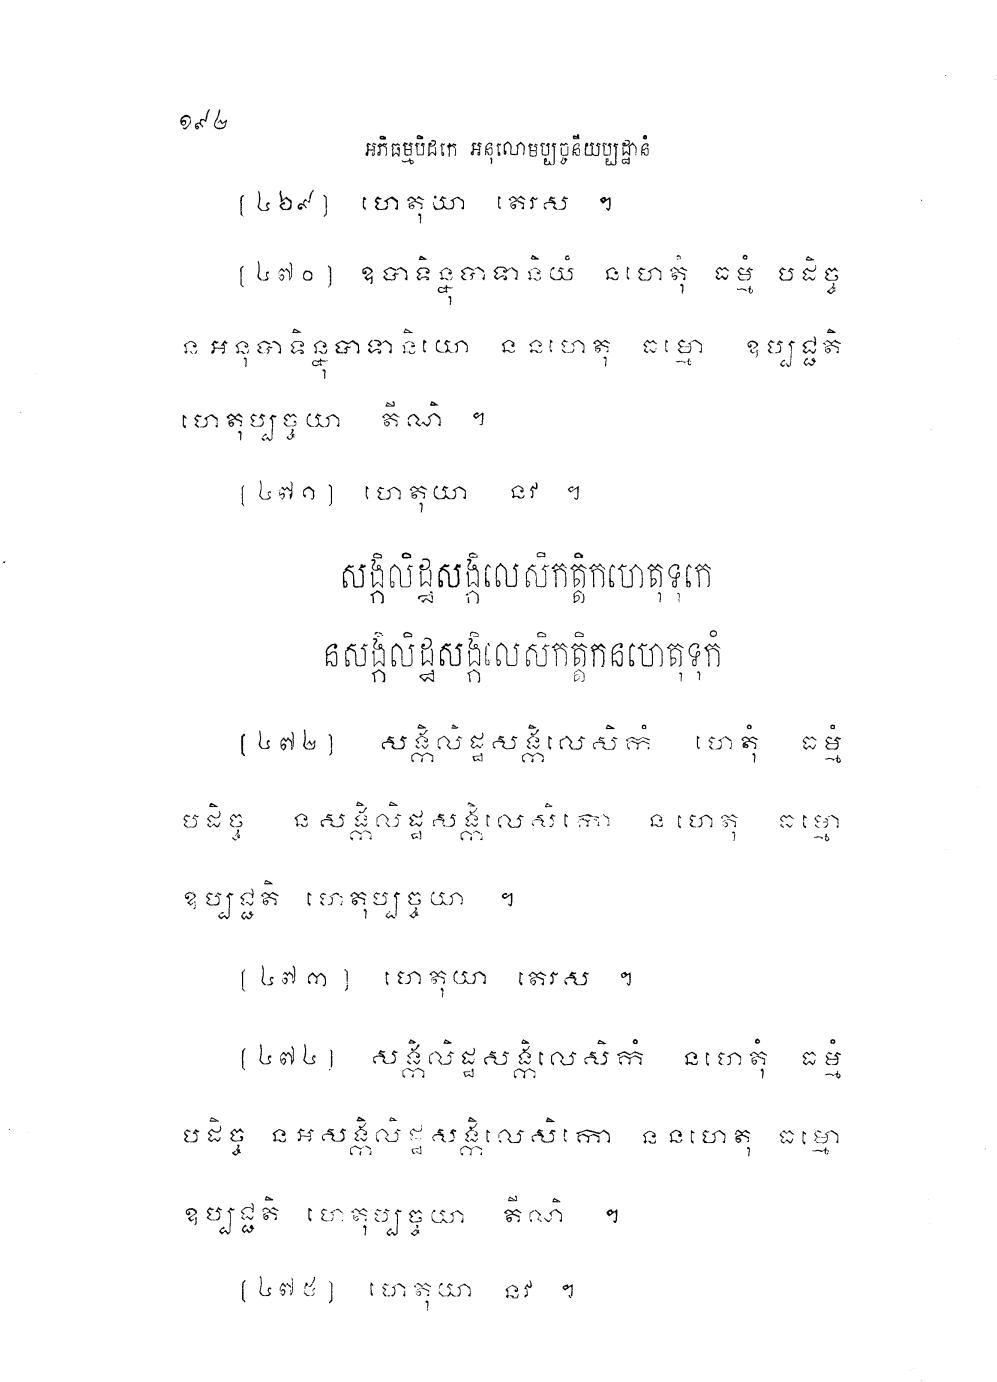 ១៩២
អភិធម្មបិដកេ អនុលោមប្បច្ចនីយប្បដ្ឋានំ
[៤៦៩] ហេតុយា តេរស ។
[៤៧០] ឧបាទិន្នុបាទានិយំ នហេតុំ ធម្មំ បដិច្ច
នអនុបាទិន្នុបាទានិយោ ននហេតុ ធម្មោ ឧប្បជ្ជតិ
ហេតុប្បច្ចយា តីណិ ។
[៤៧១] ហេតុយា នវ ។
សង្កិលិដ្ឋសង្កិលេសិកត្តិកហេតុទុកេ
នសង្កិលិដ្ឋសង្កិលេសិកត្តិកនហេតុទុកំ
[៤៧២] សង្កិលិដ្ឋសង្កិលេសិកំ ហេតុំ ធម្មំ
បដិច្ច នសង្កិលិដ្ឋសង្កិលេសិកោ នហេតុ ធម្មោ
ឧប្បជ្ជតិ ហេតុប្បច្ចយា ។
[៤៧៣] ហេតុយា តេរស ។
[៤៧៤] សង្កិលិដ្ឋសង្កិលេសិកំ នហេតុំ ធម្មំ
បដិច្ច នអសង្កិលិដ្ឋសង្កិលេសិកោ ននហេតុ ធម្មោ
ឧប្បជ្ជតិ ហេតុប្បច្ចយា តីណិ ។
[៤៧៥] ហេតុយា នវ ។